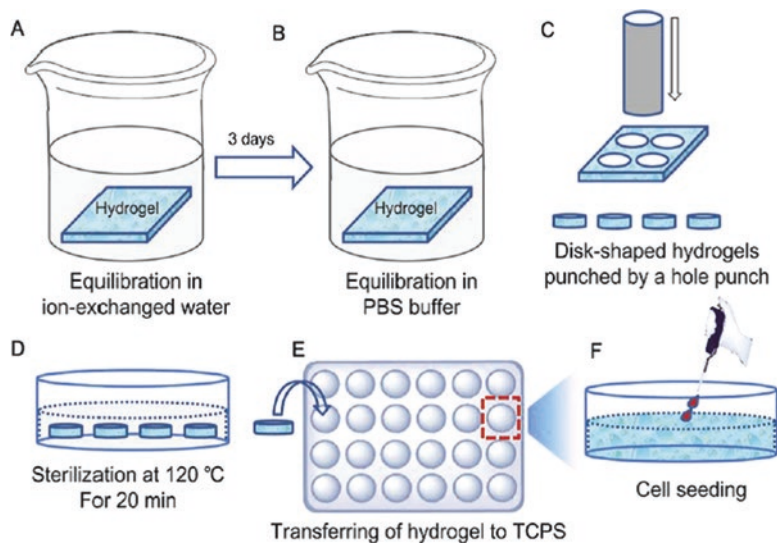 A
B
C
3 days
Hydrogel
Hydrogel
Equilibration in
ion-exchanged water
Equilibration in
PBS buffer
Disk-shaped hydrogels
punched by a hole punch
D
E
F
Sterilization at 120 °C
For 20 min
Transferring of hydrogel to TCPS
Cell seeding